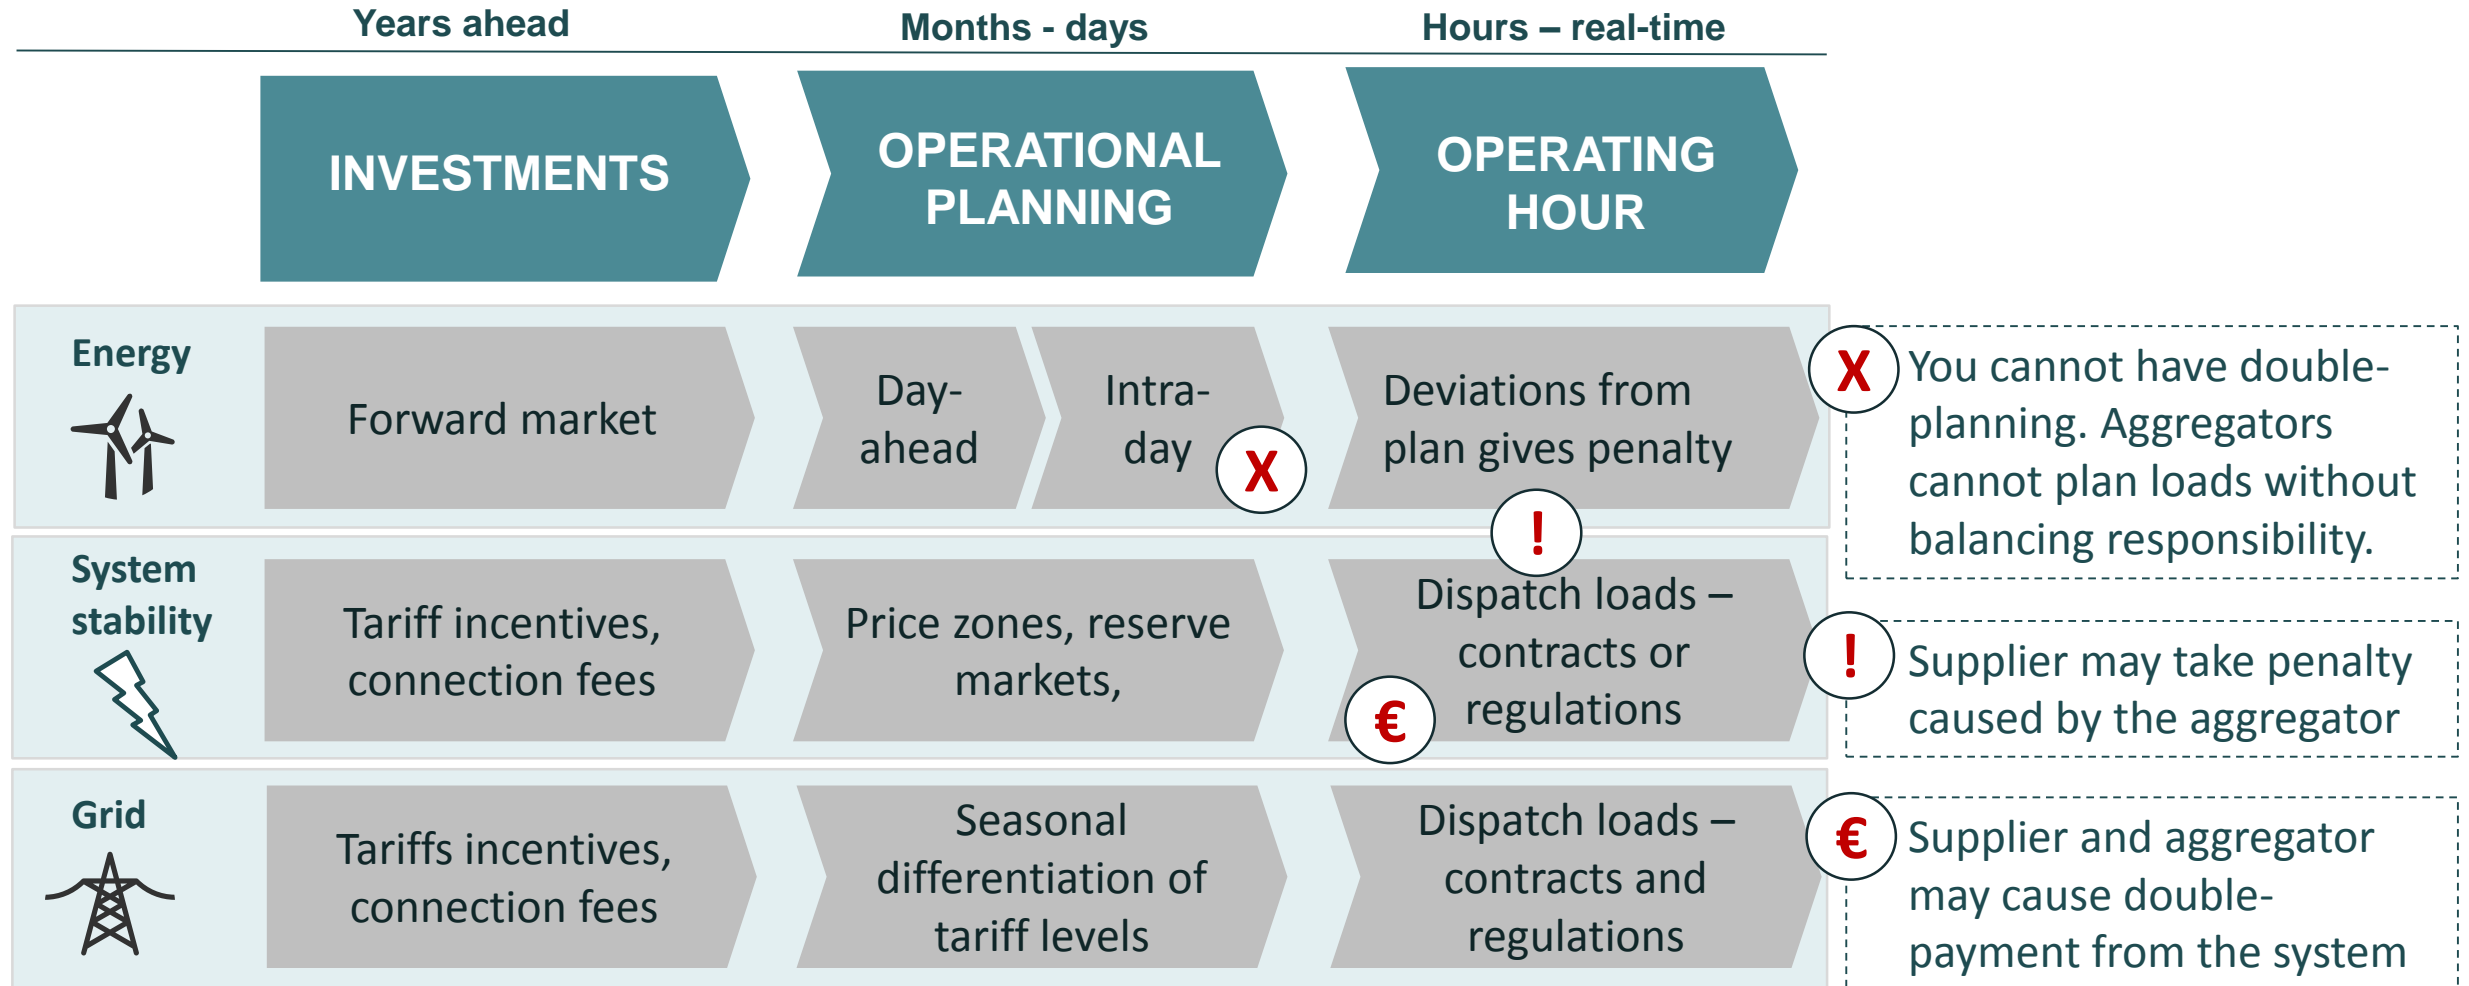 Years ahead
Months - days
Hours – real-time
INVESTMENTS
OPERATIONAL
PLANNING
OPERATING
HOUR
Energy
Forward market
Day-
ahead
Intra-
day
X
Deviations from
plan gives penalty
!
X
You cannot have double-
planning. Aggregators
cannot plan loads without
balancing responsibility.
System
stability
Tariff incentives,
connection fees
Price zones, reserve
markets,
Dispatch loads –
contracts or
regulations
€
!
Supplier may take penalty
caused by the aggregator
Grid
Tariffs incentives,
connection fees
Seasonal
differentiation of
tariff levels
Dispatch loads –
contracts and
regulations
€
Supplier and aggregator
may cause double-
payment from the system